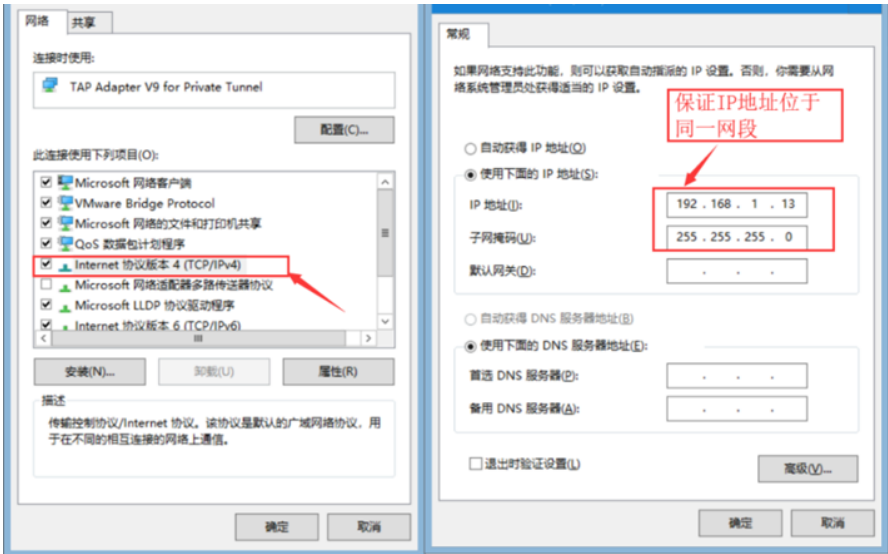 网络
共享
连接时使用:
TAP Adapter V9 for Private Tunnel
配置(C)...
此连接使用下列项目(O):
Microsoft 网络客户端
VMware Bridge Protocol
Microsoft 网络的文件和打印机共享
QoS 数据包计划程序
Internet 协议版本 4 (TCP/IPv4)
Microsoft 网络适配器多路传送器协议
Microsoft LLDP 协议驱动程序
Internet 协议版本 6 (TCP/IPv6)
安装(N)...
卸载(U)
属性(R)
描述
传输控制协议/Internet 协议。该协议是默认的广域网络协议，用
于在不同的相互连接的网络上通信。
确定
取消
常规
如果网络支持此功能，则可以获取自动指派的 IP 设置。否则，你需要从网
络系统管理员处获得适当的 IP 设置。
保证IP地址位于
同一网段
自动获得 IP 地址(O)
使用下面的 IP 地址(S):
IP 地址(I):
192 . 168 . 1 . 13
子网掩码(U):
255 . 255 . 255 . 0
默认网关(D):
. . .
自动获得 DNS 服务器地址(B)
使用下面的 DNS 服务器地址(E):
首选 DNS 服务器(P):
. . .
备用 DNS 服务器(A):
. . .
退出时验证设置(L)
高级(V)...
确定
取消